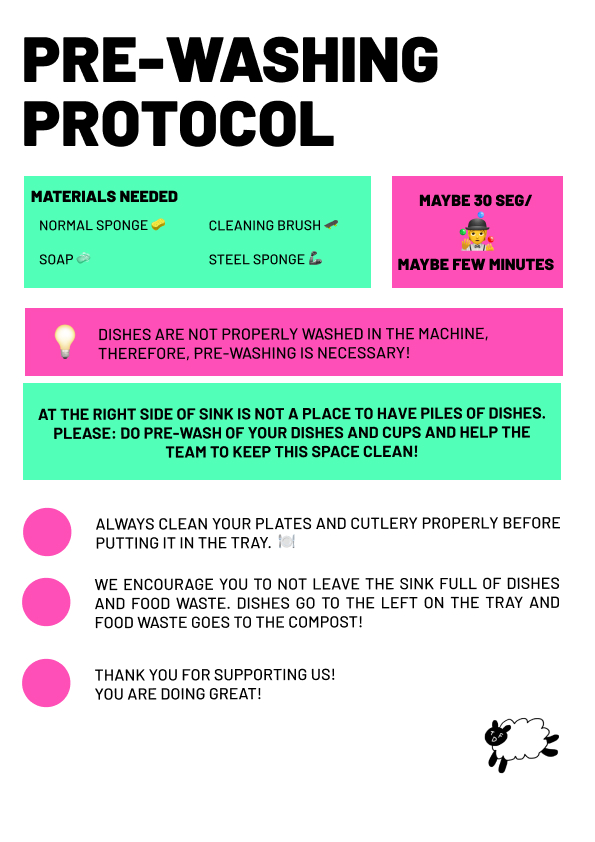 PRE-WASHING
PROTOCOL
MATERIALS NEEDED
NORMAL SPONGE
CLEANING BRUSH
SOAP
STEEL SPONGE
MAYBE 30 SEG/
MAYBE FEW MINUTES
DISHES ARE NOT PROPERLY WASHED IN THE MACHINE,
THEREFORE, PRE-WASHING IS NECESSARY!
AT THE RIGHT SIDE OF SINK IS NOT A PLACE TO HAVE PILES OF DISHES.
PLEASE: DO PRE-WASH OF YOUR DISHES AND CUPS AND HELP THE
TEAM TO KEEP THIS SPACE CLEAN!
ALWAYS CLEAN YOUR PLATES AND CUTLERY PROPERLY BEFORE
PUTTING IT IN THE TRAY.
WE ENCOURAGE YOU TO NOT LEAVE THE SINK FULL OF DISHES
AND FOOD WASTE. DISHES GO TO THE LEFT ON THE TRAY AND
FOOD WASTE GOES TO THE COMPOST!
THANK YOU FOR SUPPORTING US!
YOU ARE DOING GREAT!